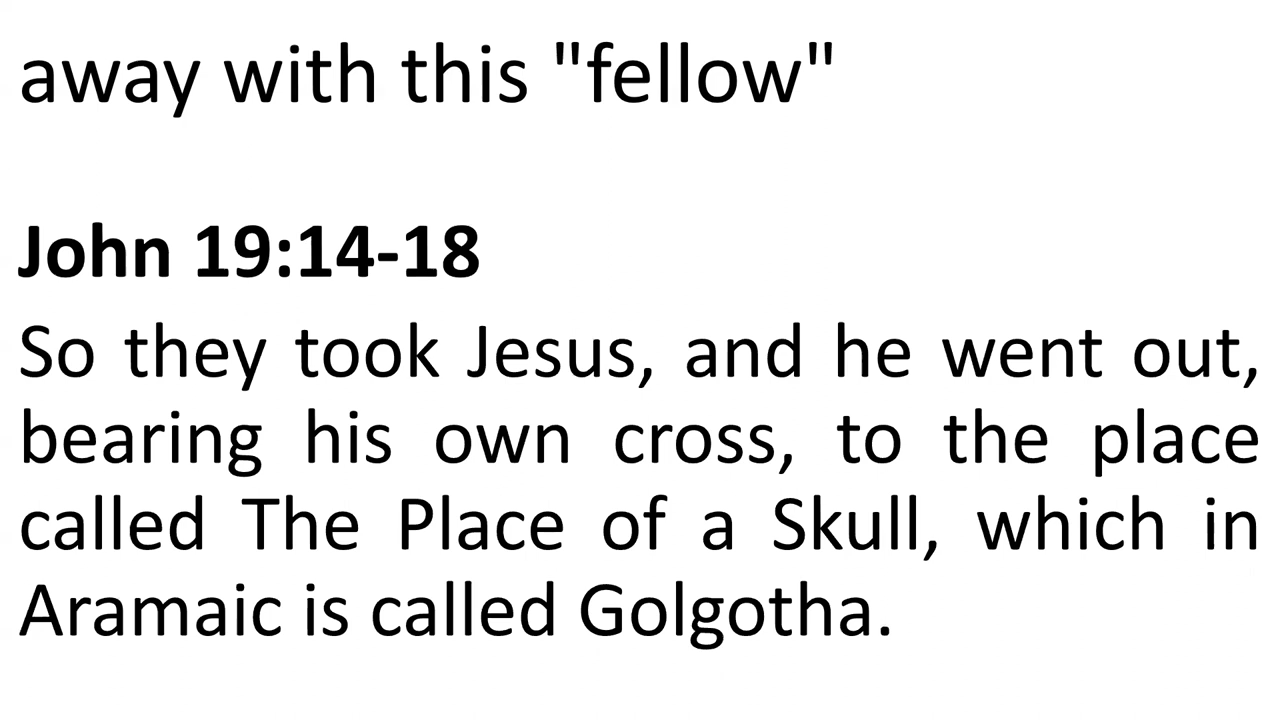 away with this "fellow"
John 19:14-18
So they took Jesus, and he went out,
bearing his own cross, to the place
called The Place of a Skull, which in
Aramaic is called Golgotha.